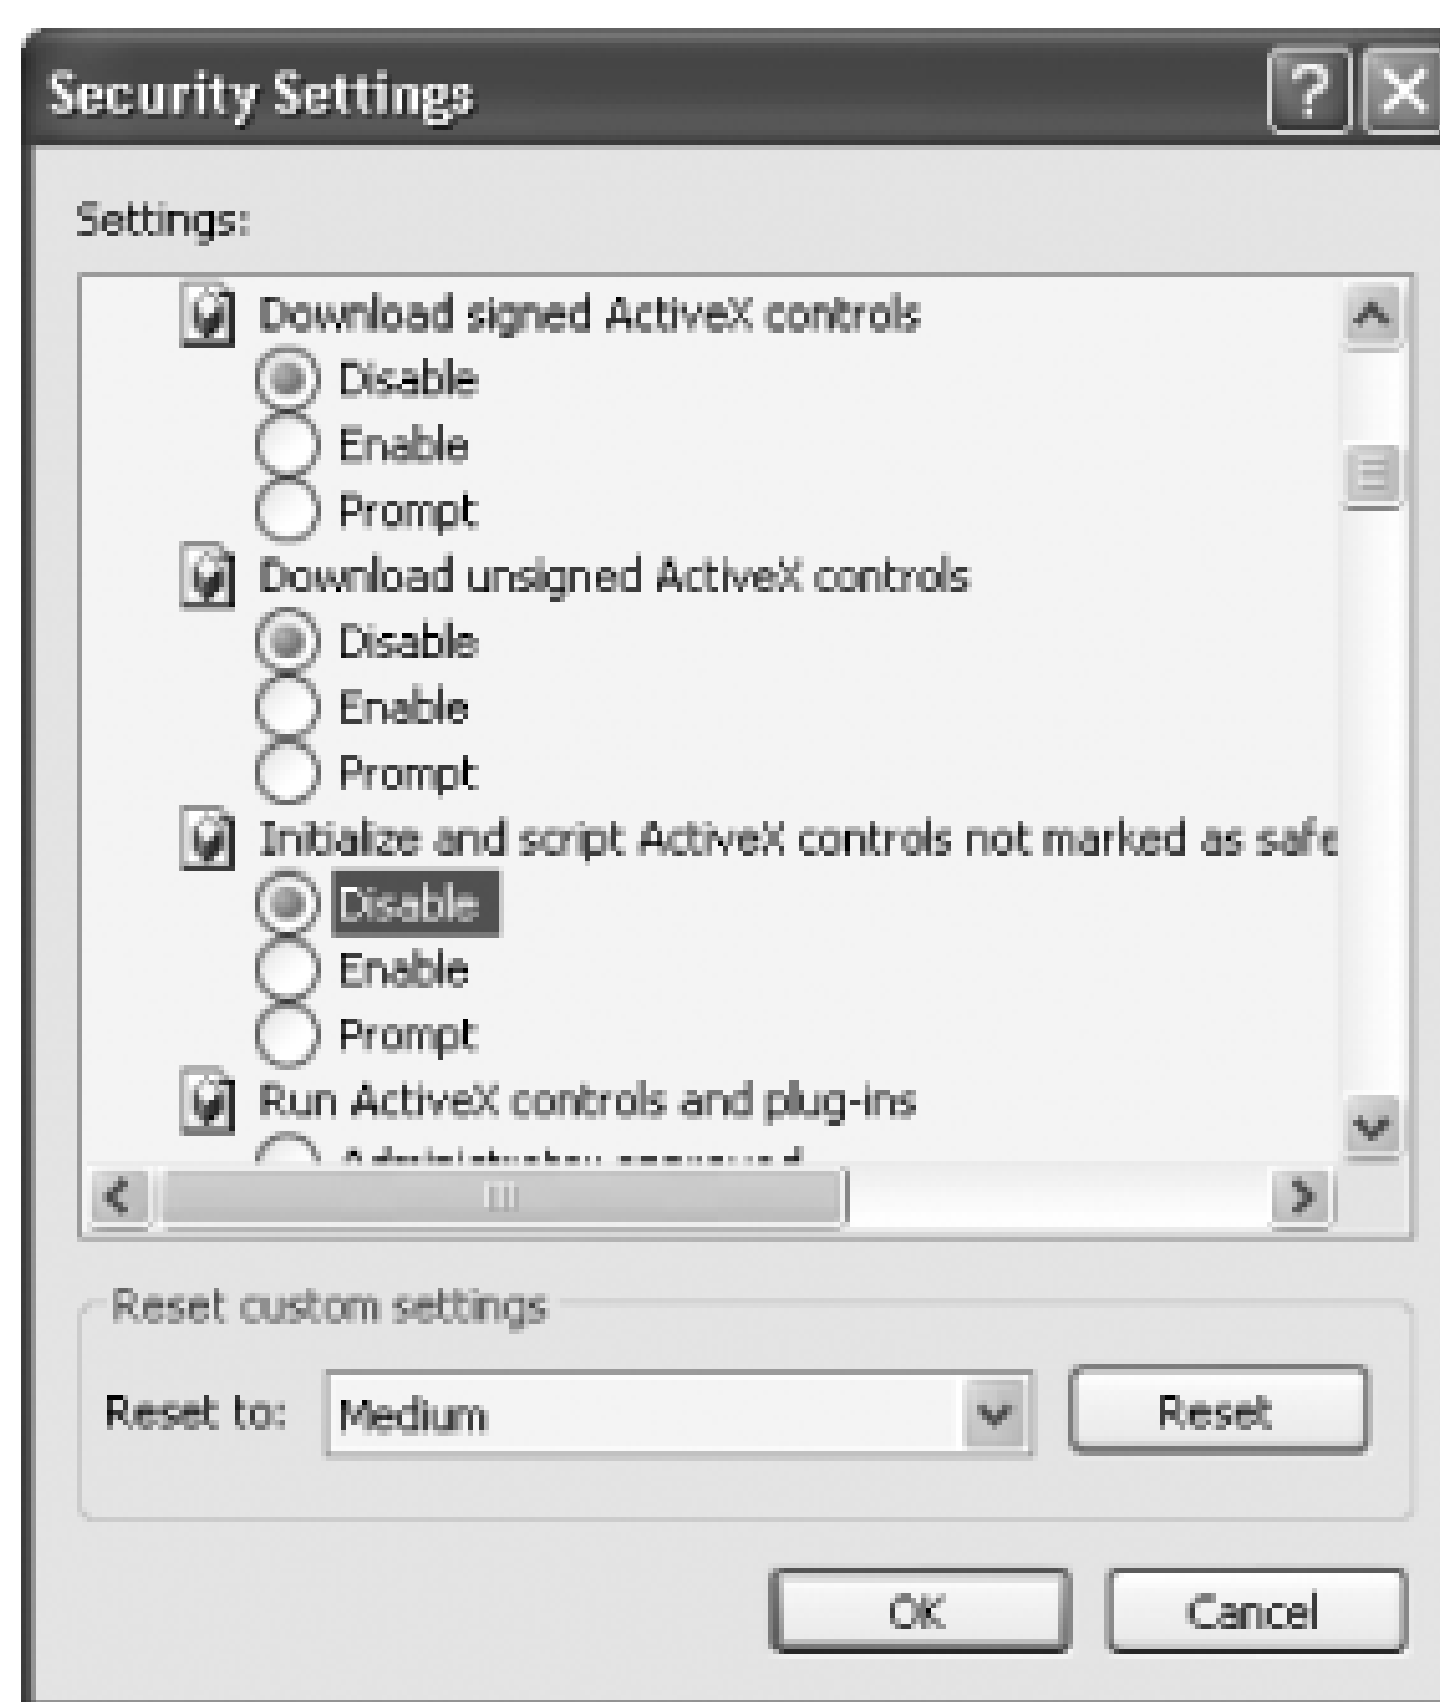 Security Settings
Settings:
Download signed ActiveX controls
Disable
Enable
Prompt
Download unsigned ActiveX controls
Disable
Enable
Prompt
Initialize and script ActiveX controls not marked as safe
Disable
Enable
Prompt
Run ActiveX controls and plug-ins
Reset custom settings
Reset to: Medium Reset
OK Cancel